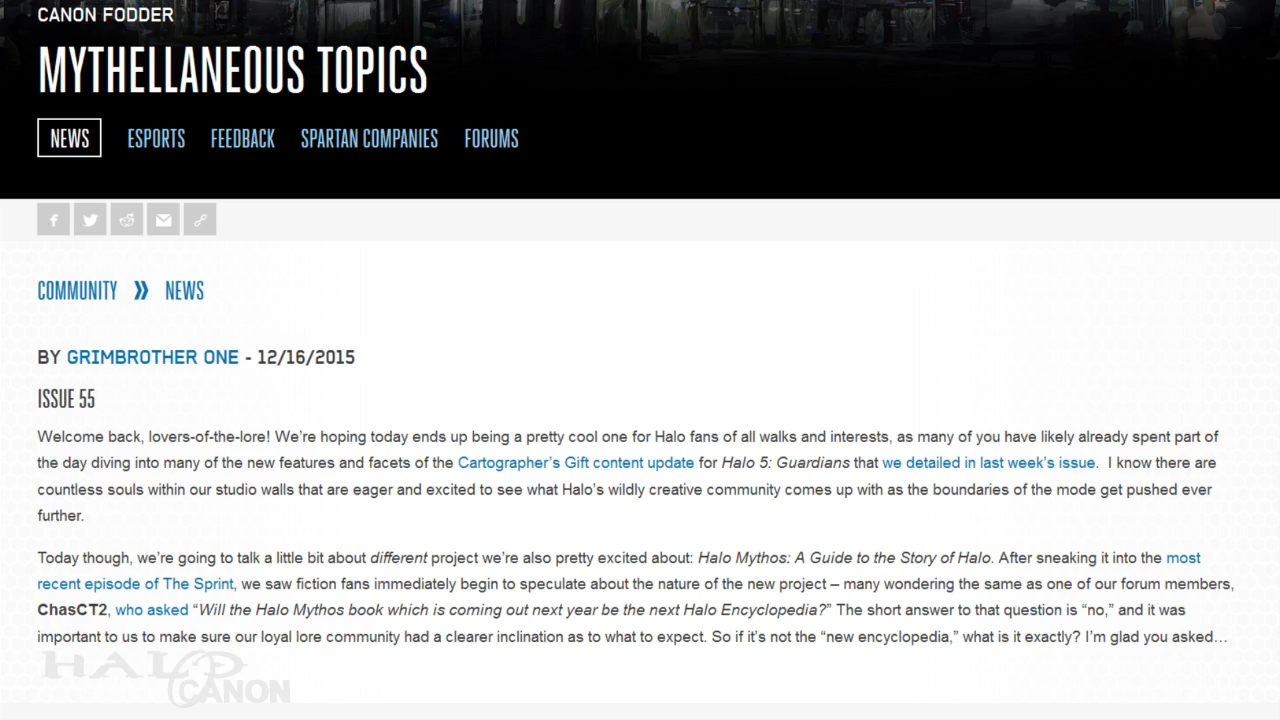 CANON FODDER
MYTHELLANEOUS TOPICS
NEWS ESPORTS FEEDBACK SPARTAN COMPANIES FORUMS
COMMUNITY » NEWS
BY GRIMBROTHER ONE - 12/16/2015
ISSUE 55
Welcome back, lovers-of-the-lore! We’re hoping today ends up being a pretty cool one for Halo fans of all walks and interests, as many of you have likely already spent part of
the day diving into many of the new features and facets of the Cartographer’s Gift content update for Halo 5: Guardians that we detailed in last week’s issue.  I know there are
countless souls within our studio walls that are eager and excited to see what Halo’s wildly creative community comes up with as the boundaries of the mode get pushed ever
further.
Today though, we’re going to talk a little bit about different project we’re also pretty excited about: Halo Mythos: A Guide to the Story of Halo. After sneaking it into the most
recent episode of The Sprint, we saw fiction fans immediately begin to speculate about the nature of the new project – many wondering the same as one of our forum members,
ChasCT2, who asked “Will the Halo Mythos book which is coming out next year be the next Halo Encyclopedia?” The short answer to that question is “no,” and it was
important to us to make sure our loyal lore community had a clearer inclination as to what to expect. So if it’s not the “new encyclopedia,” what is it exactly? I’m glad you asked…
HALO
CANON